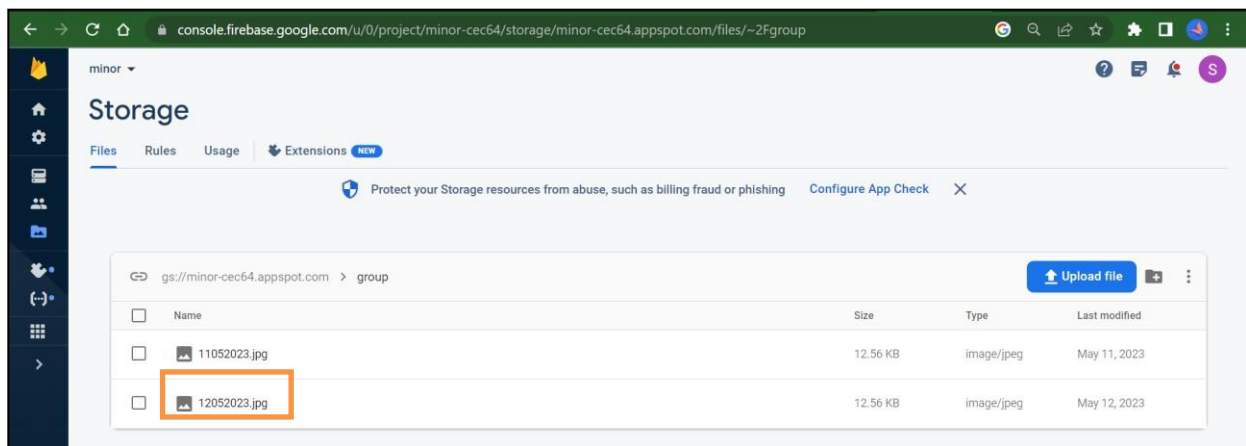 console.firebase.google.com/u/0/project/minor-cec64/storage/minor-cec64.appspot.com/files/~2Fgroup
minor
S
Storage
Files Rules Usage Extensions NEW
Protect your Storage resources from abuse, such as billing fraud or phishing Configure App Check
gs://minor-cec64.appspot.com > group Upload file
Name Size Type Last modified
11052023.jpg 12.56 KB image/jpeg May 11, 2023
12052023.jpg 12.56 KB image/jpeg May 12, 2023